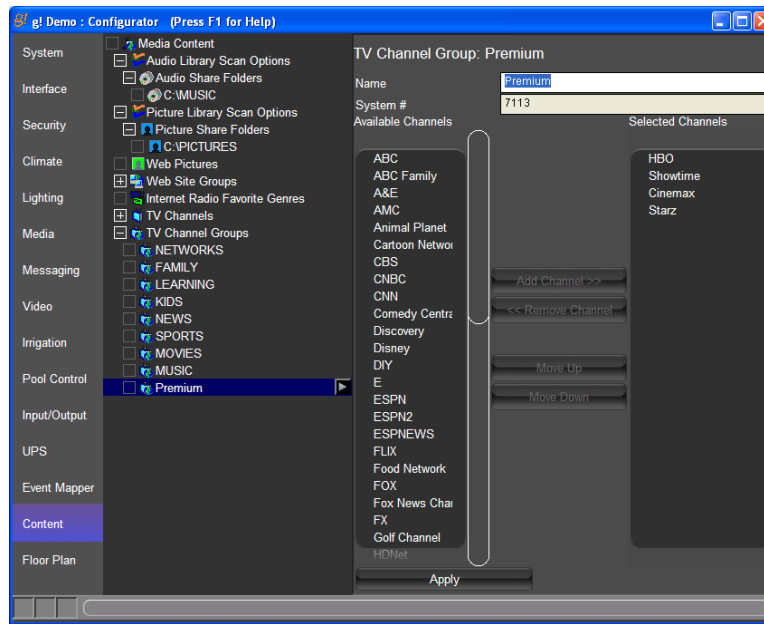 g! g! Demo : Configurator (Press F1 for Help)
System
Interface
Security
Climate
Lighting
Media
Messaging
Video
Irrigation
Pool Control
Input/Output
UPS
Event Mapper
Content
Floor Plan
Media Content
Audio Library Scan Options
Audio Share Folders
C:\MUSIC
Picture Library Scan Options
Picture Share Folders
C:\PICTURES
Web Pictures
Web Site Groups
Internet Radio Favorite Genres
TV Channels
TV Channel Groups
NETWORKS
FAMILY
LEARNING
KIDS
NEWS
SPORTS
MOVIES
MUSIC
Premium
TV Channel Group: Premium
Name
Premium
System #
7113
Available Channels
ABC
ABC Family
A&E
AMC
Animal Planet
Cartoon Networ
CBS
CNBC
CNN
Comedy Centra
Discovery
Disney
DIY
E
ESPN
ESPN2
ESPNEWS
FLIX
Food Network
FOX
Fox News Chai
FX
Golf Channel
HDNet
Add Channel >>
<< Remove Channel
Move Up
Move Down
Selected Channels
HBO
Showtime
Cinemax
Starz
Apply